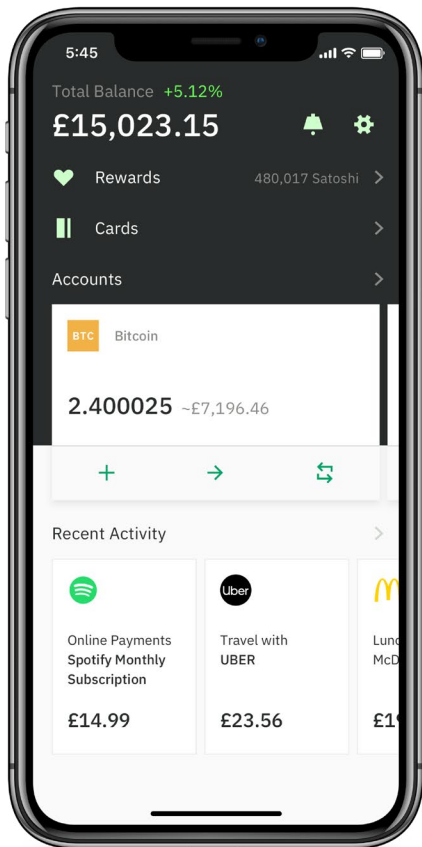 5:45
Total Balance +5.12%
£15,023.15
Rewards 480,017 Satoshi
Cards
Accounts
BTC Bitcoin
2.400025 ~£7,196.46
Recent Activity
Uber
Online Payments
Spotify Monthly
Subscription
£14.99
Travel with
UBER
£23.56